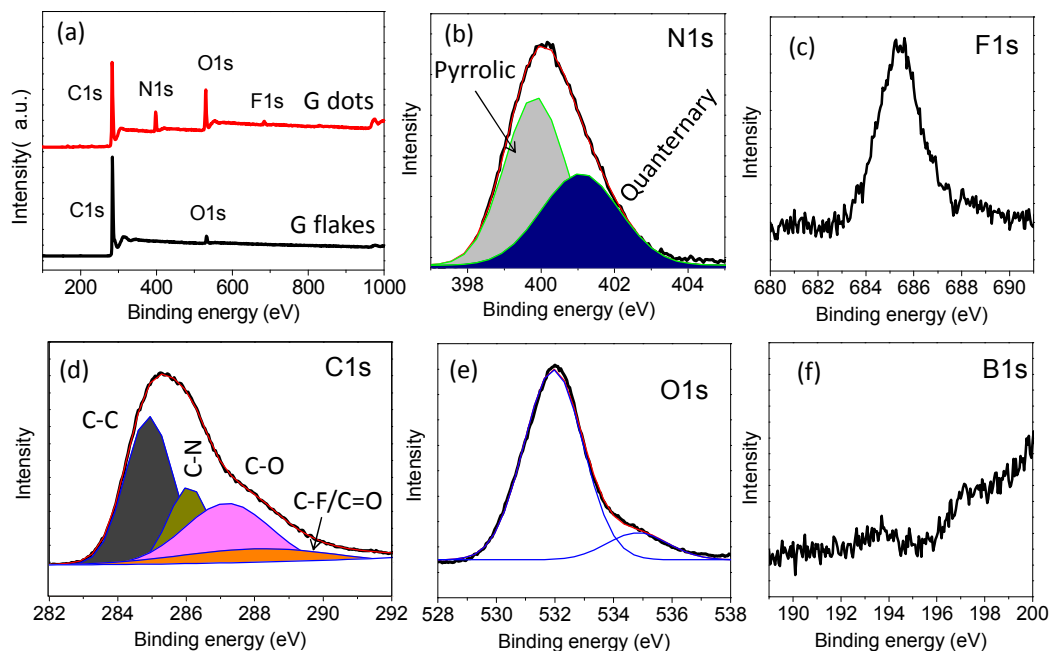 (a)
O1s
N1s
C1s
F1s
G dots
C1s
O1s
G flakes
Intensity( a.u.)
200 400 600 800 1000
Binding energy (eV)
(b)
N1s
Pyrrolic
Quanternary
Intensity
398 400 402 404
Binding energy (eV)
(c)
F1s
Intensity
680 682 684 686 688 690
Binding energy (eV)
(d)
C1s
C-C
C-N
C-O
C-F/C=O
Intensity
282 284 286 288 290 292
Binding energy (eV)
(e)
O1s
Intensity
528 530 532 534 536 538
Binding energy (eV)
(f)
B1s
Intensity
190 192 194 196 198 200
Binding energy (eV)